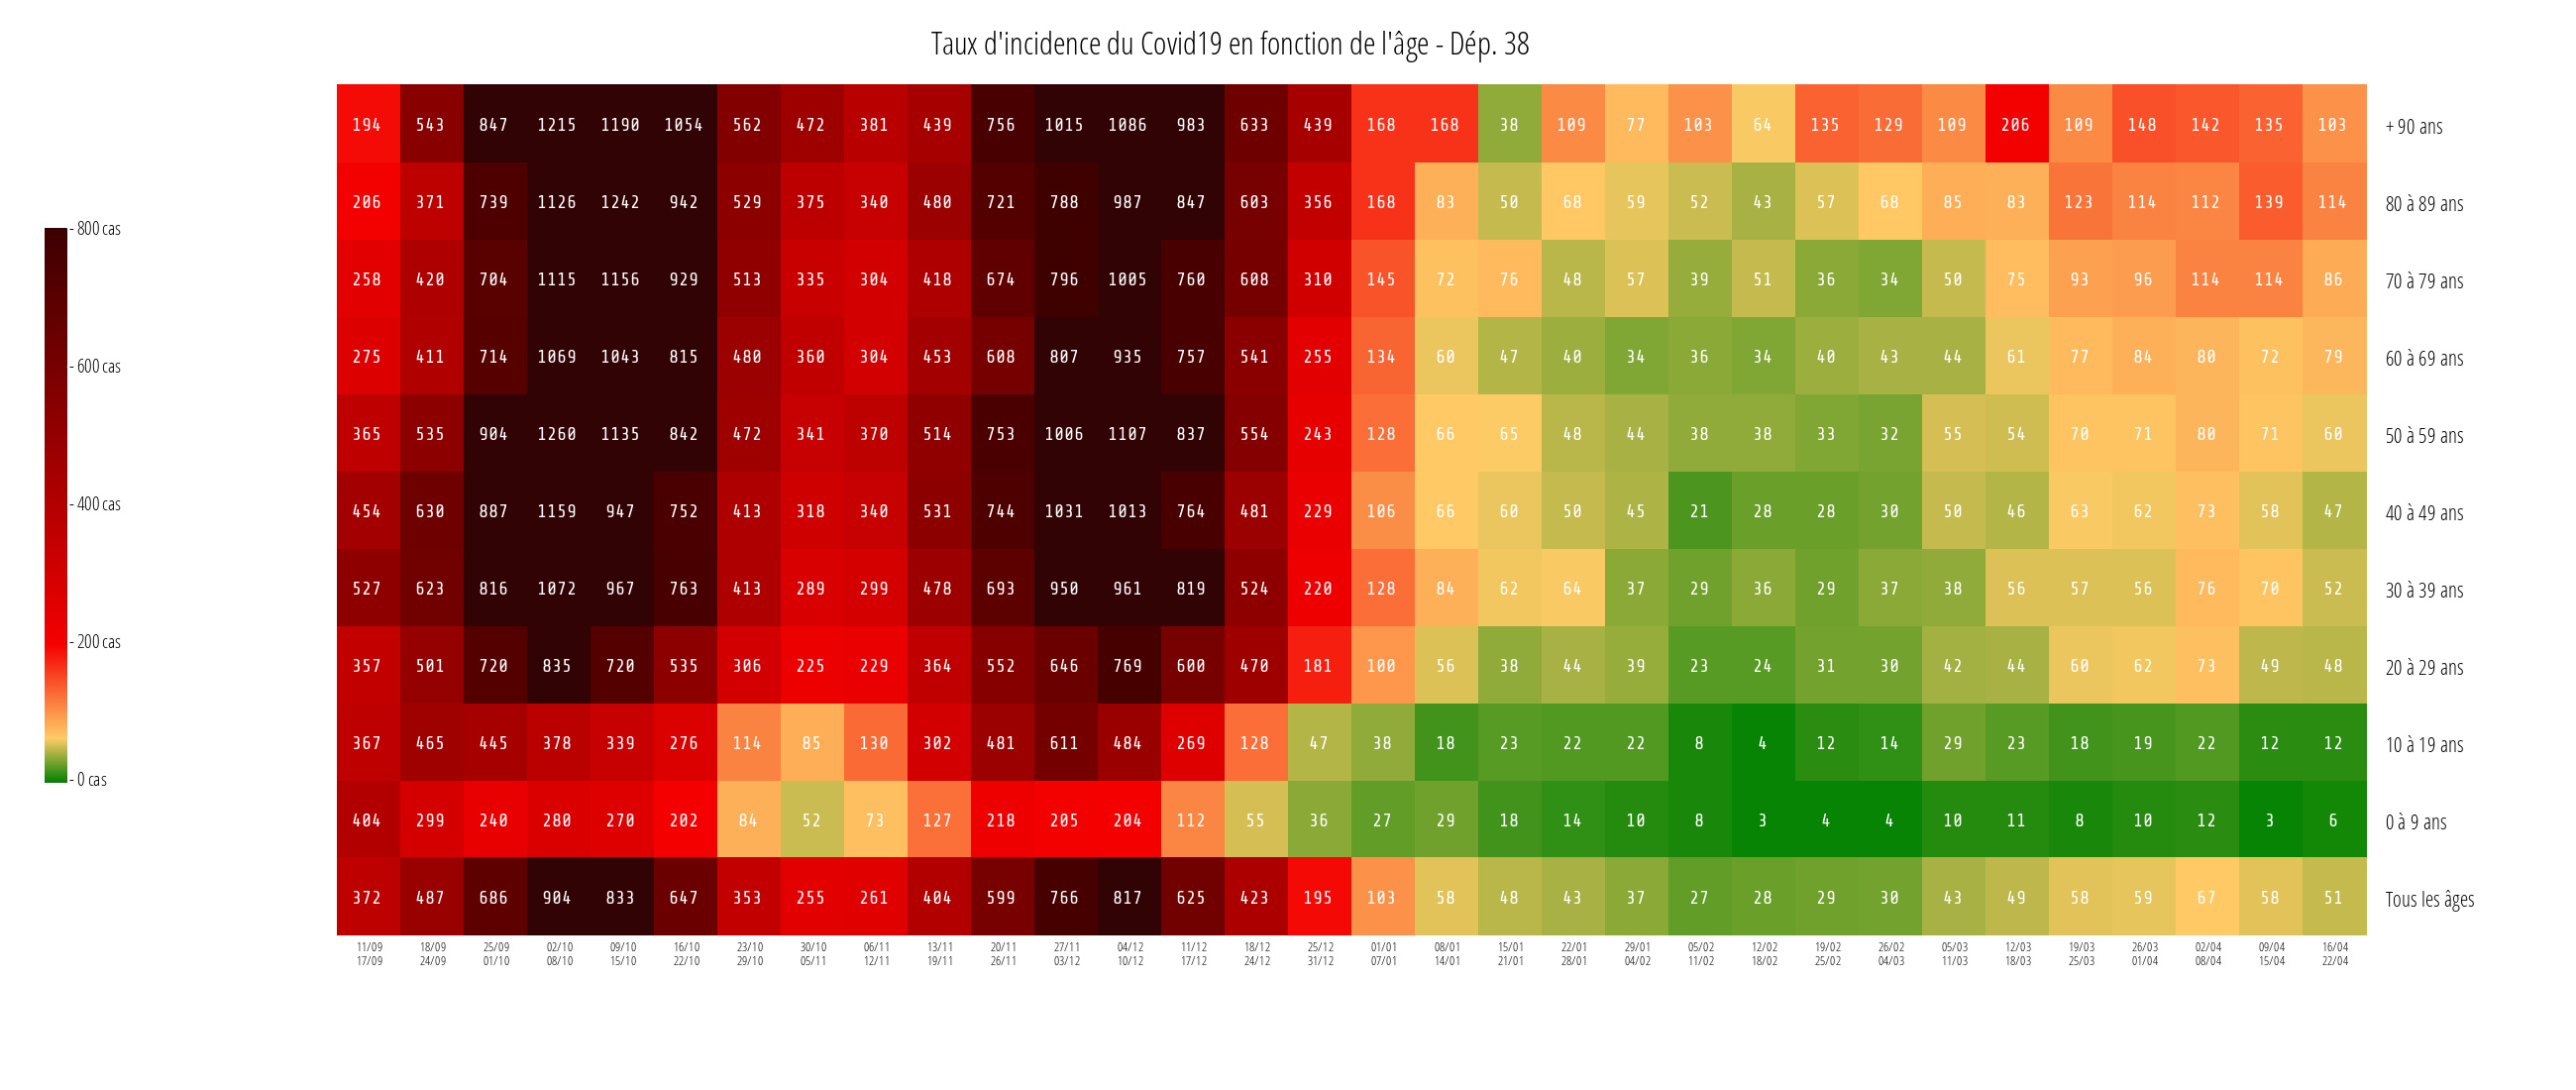 Taux d'incidence du Covid19 en fonction de l'âge - Dép. 38
- 800 cas
- 600 cas
- 400 cas
- 200 cas
- 0 cas
194 543 847 1215 1190 1054 562 472 381 439 756 1015 1086 983 633 439 168 168 38 109 77 103 64 135 129 109 206 109 148 142 135 103 + 90 ans
206 371 739 1126 1242 942 529 375 340 480 721 788 987 847 603 356 168 83 50 68 59 52 43 57 68 85 83 123 114 112 139 114 80 à 89 ans
258 420 704 1115 1156 929 513 335 304 418 674 796 1005 760 608 310 145 72 76 48 57 39 51 36 34 50 75 93 96 114 114 86 70 à 79 ans
275 411 714 1069 1043 815 480 360 304 453 608 807 935 757 541 255 134 60 47 40 34 36 34 40 43 44 61 77 84 80 72 79 60 à 69 ans
365 535 904 1260 1135 842 472 341 370 514 753 1006 1107 837 554 243 128 66 65 48 44 38 38 33 32 55 54 70 71 80 71 60 50 à 59 ans
454 630 887 1159 947 752 413 318 340 531 744 1031 1013 764 481 229 106 66 60 50 45 21 28 28 30 50 46 63 62 73 58 47 40 à 49 ans
527 623 816 1072 967 763 413 289 299 478 693 950 961 819 524 220 128 84 62 64 37 29 36 29 37 38 56 57 56 76 70 52 30 à 39 ans
357 501 720 835 720 535 306 225 229 364 552 646 769 600 470 181 100 56 38 44 39 23 24 31 30 42 44 60 62 73 49 48 20 à 29 ans
367 465 445 378 339 276 114 85 130 302 481 611 484 269 128 47 38 18 23 22 22 8 4 12 14 29 23 18 19 22 12 12 10 à 19 ans
404 299 240 280 270 202 84 52 73 127 218 205 204 112 55 36 27 29 18 14 10 8 3 4 4 10 11 8 10 12 3 6 0 à 9 ans
372 487 686 904 833 647 353 255 261 404 599 766 817 625 423 195 103 58 48 43 37 27 28 29 30 43 49 58 59 67 58 51 Tous les âges
11/09 18/09 25/09 02/10 09/10 16/10 23/10 30/10 06/11 13/11 20/11 27/11 04/12 11/12 18/12 25/12 01/01 08/01 15/01 22/01 29/01 05/02 12/02 19/02 26/02 05/03 12/03 19/03 26/03 02/04 09/04 16/04
17/09 24/09 01/10 08/10 15/10 22/10 29/10 05/11 12/11 19/11 26/11 03/12 10/12 17/12 24/12 31/12 07/01 14/01 21/01 28/01 04/02 11/02 18/02 25/02 04/03 11/03 18/03 25/03 01/04 08/04 15/04 22/04